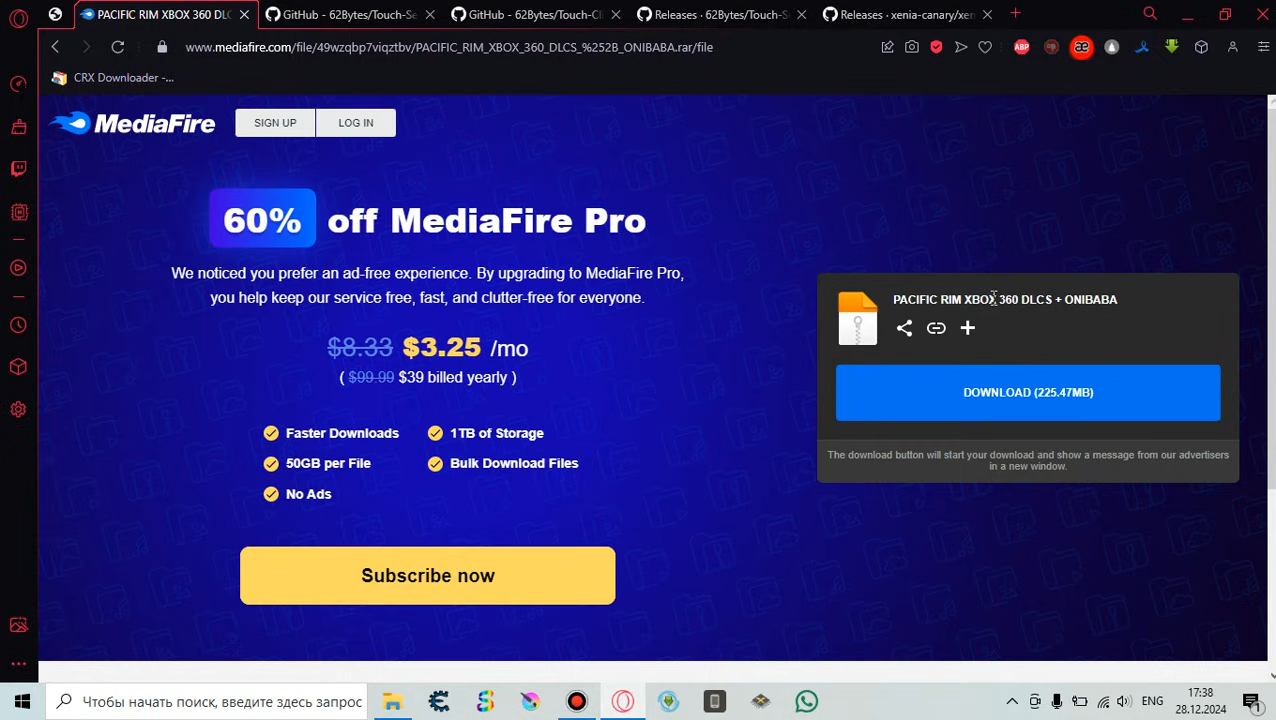 PACIFIC RIM XBOX 360 DLC
GitHub - 62Bytes/Touch-Se
GitHub - 62Bytes/Touch-Cl
Releases · 62Bytes/Touch-S
Releases · xenia-canary/xen
www.mediafire.com/file/49wzqbp7viqztbv/PACIFIC_RIM_XBOX_360_DLCS_%252B_ONIBABA.rar/file
ABP
æ
CRX Downloader -...
MediaFire
SIGN UP
LOG IN
60% off MediaFire Pro
We noticed you prefer an ad-free experience. By upgrading to MediaFire Pro,
you help keep our service free, fast, and clutter-free for everyone.
$8.33 $3.25 /mo
( $99.99 $39 billed yearly )
Faster Downloads
1TB of Storage
50GB per File
Bulk Download Files
No Ads
Subscribe now
PACIFIC RIM XBOX 360 DLCS + ONIBABA
DOWNLOAD (225.47MB)
The download button will start your download and show a message from our advertisers
in a new window.
Чтобы начать поиск, введите здесь запрос
ENG
17:38
28.12.2024
1